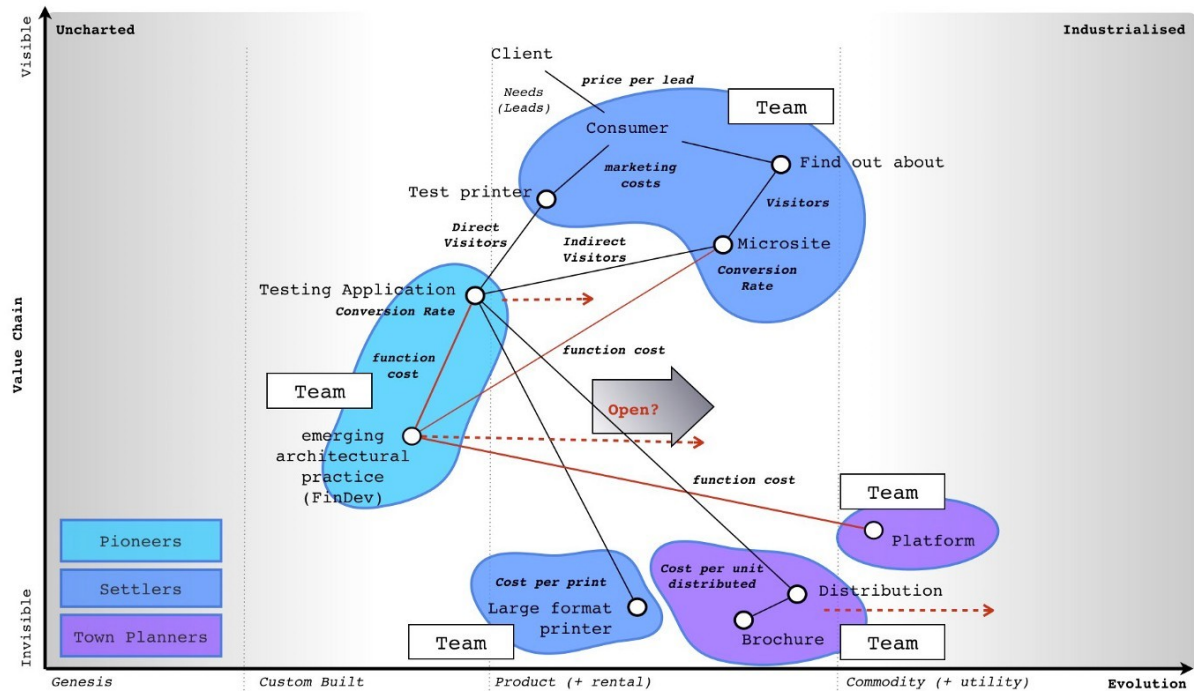 Uncharted
Industrialised
Visible
Client
price per lead
Needs
(Leads)
Team
Consumer
Find out about
marketing
costs
Test printer
Visitors
Direct
Visitors
Indirect
Visitors
Microsite
Conversion
Rate
Testing Application
Conversion Rate
Value Chain
function
cost
function cost
Team
Open?
emerging
architectural
practice
(FinDev)
function cost
Team
Platform
Pioneers
Settlers
Town Planners
Cost per print
Large format
printer
Team
Cost per unit
distributed
Distribution
Brochure
Team
Invisible
Genesis
Custom Built
Product (+ rental)
Commodity (+ utility)
Evolution